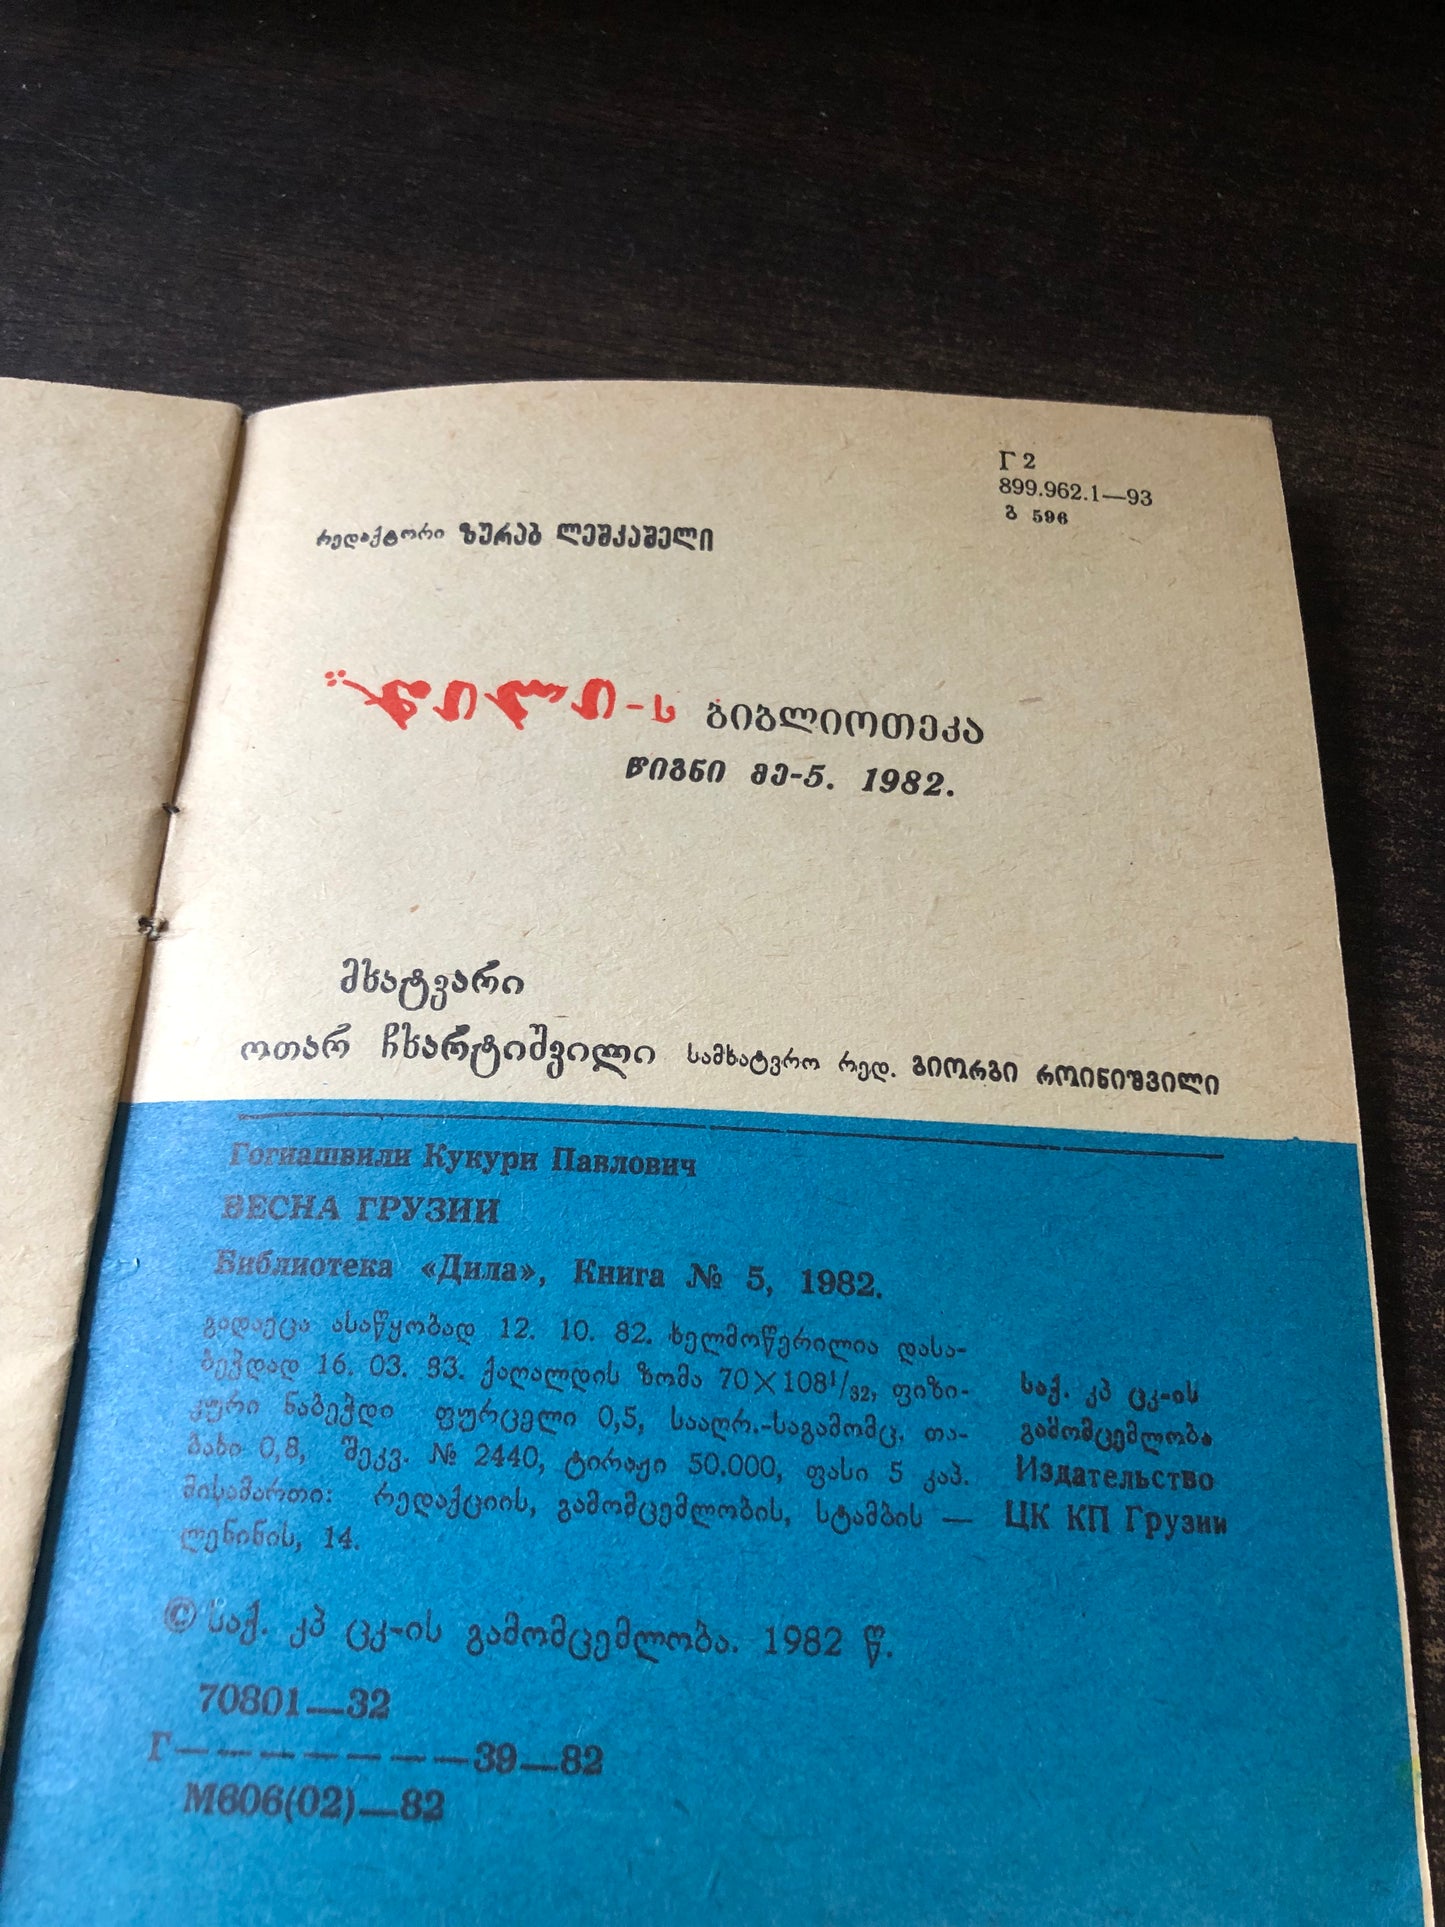 Г 2
899.962.1—93
გ 596
რედაქტორი ზურაბ ლეშკაშელი
დილა-ს ბიბლიოთეკა
წიგნი მე-5. 1982.
მხატვარი
ოთარ ჩხარტიშვილი სამხატვრო რედ. გიორგი როინიშვილი
Гогиашвили Кукури Павлович
ВЕСНА ГРУЗИИ
Библиотека «Дила», Книга № 5, 1982.
გიდაეცა ასაწყობად 12. 10. 82. ხელმოწერილია დასა-
ბეჭდად 16. 03. 83. ქაღალდის ზომა 70×108¹/₃₂, ფიზი-
კური ნაბეჭდი ფურცელი 0,5, სააღრ.-საგამომც. თა-
ბახი 0,8, შეკვ. № 2440, ტირაჟი 50.000, ფასი 5 კაპ.
მისამართი: რედაქციის, გამომცემლობის, სტამბის —
ლენინის, 14.
საქ. კპ ცკ-ის
გამომცემლობა
Издательство
ЦК КП Грузии
© საქ. კპ ცკ-ის გამომცემლობა. 1982 წ.
70801—32
Г———————39—82
М606(02)—82